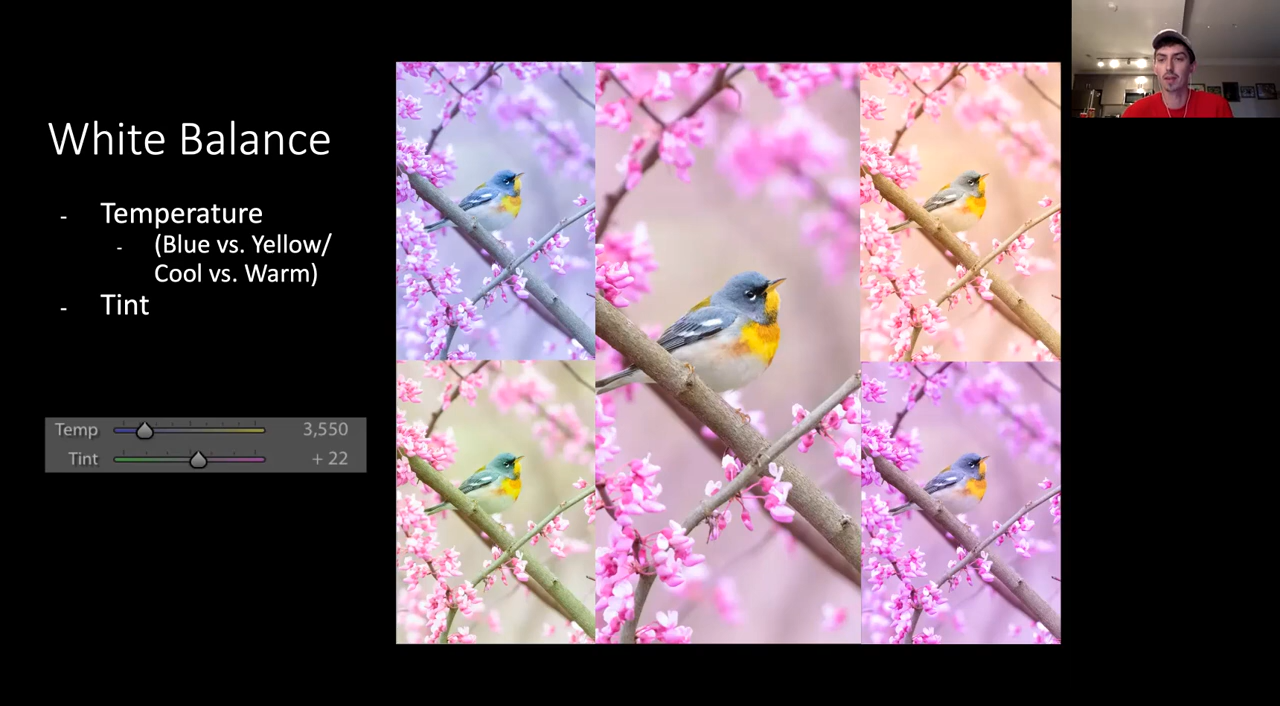 White Balance
- Temperature
- (Blue vs. Yellow/
Cool vs. Warm)
- Tint
Temp 3,550
Tint + 22